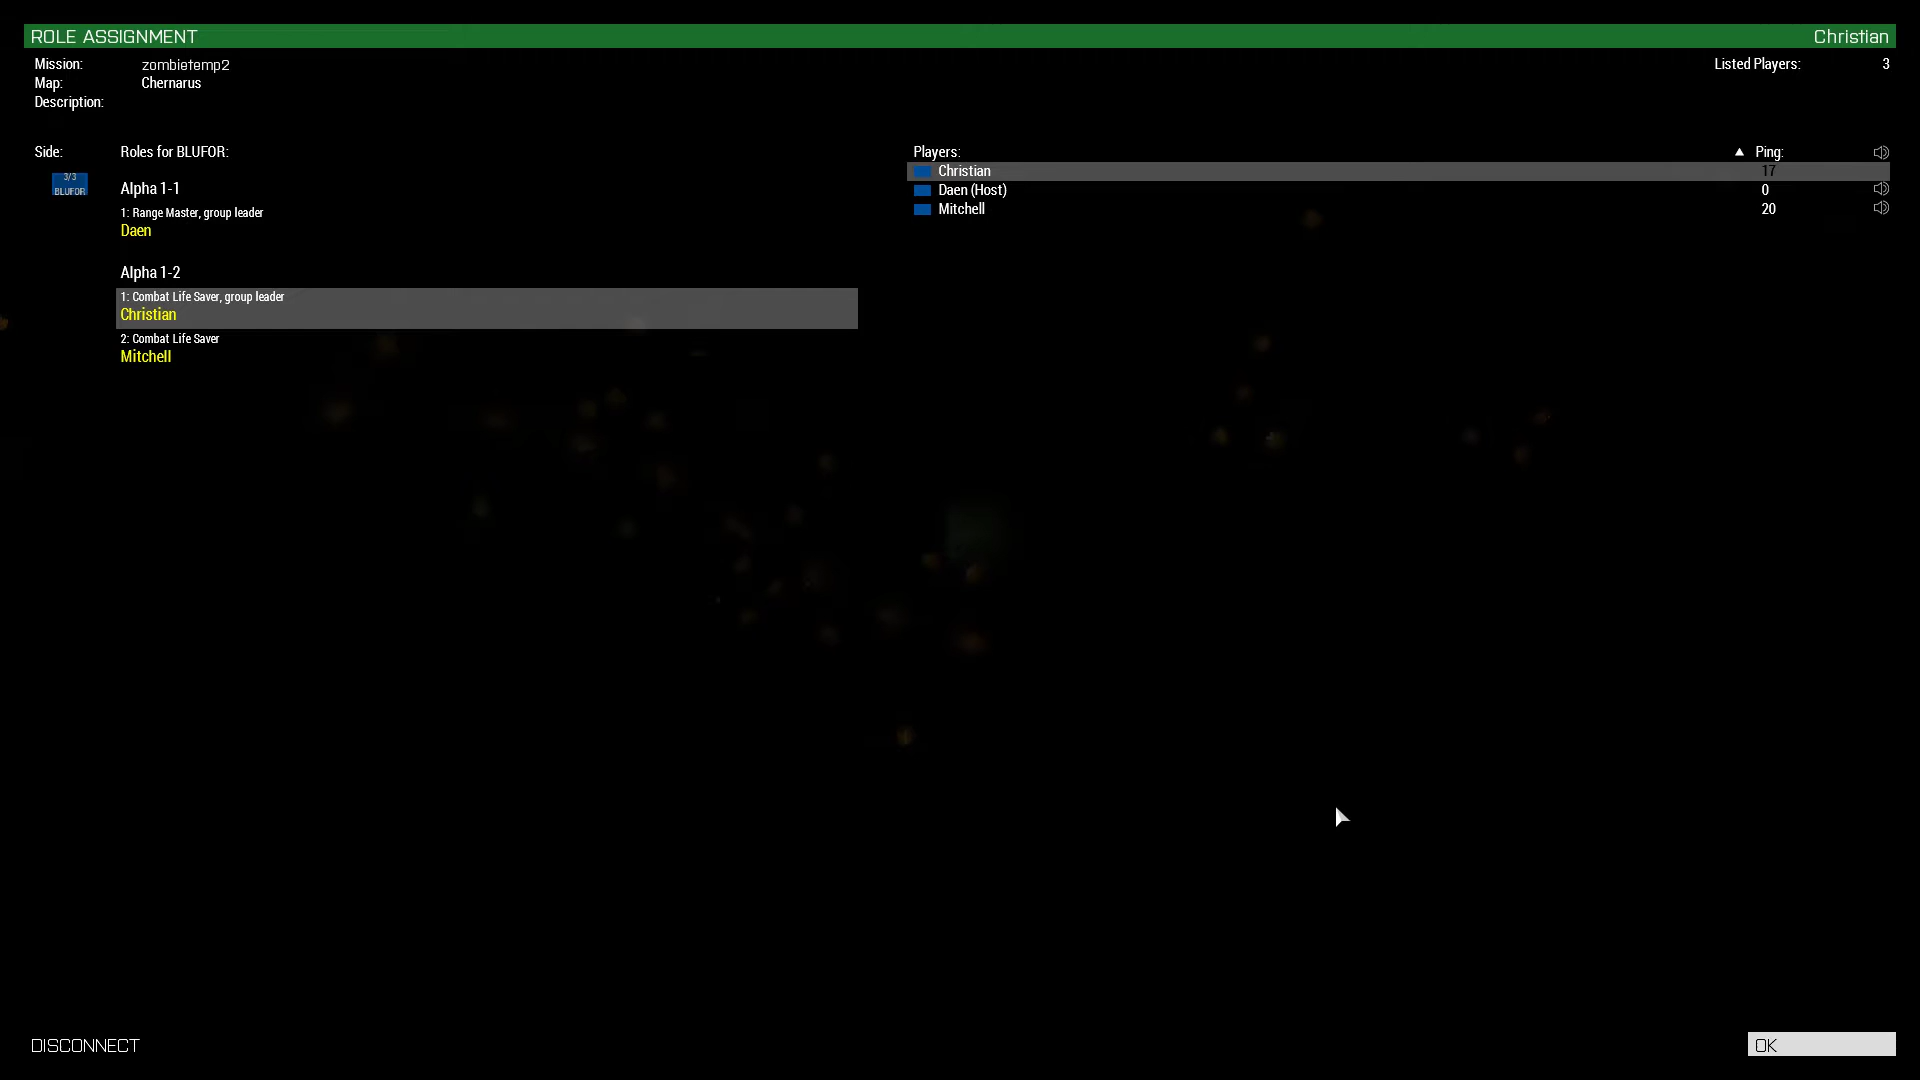 ROLE ASSIGNMENT Christian
Mission: zombietemp2 Listed Players: 3
Map: Chernarus
Description:
Side: Roles for BLUFOR: Players: Ping:
3/3
BLUFOR
Christian 17
Alpha 1-1 Daen (Host) 0
1: Range Master, group leader Mitchell 20
Daen
Alpha 1-2
1: Combat Life Saver, group leader
Christian
2: Combat Life Saver
Mitchell
DISCONNECT OK